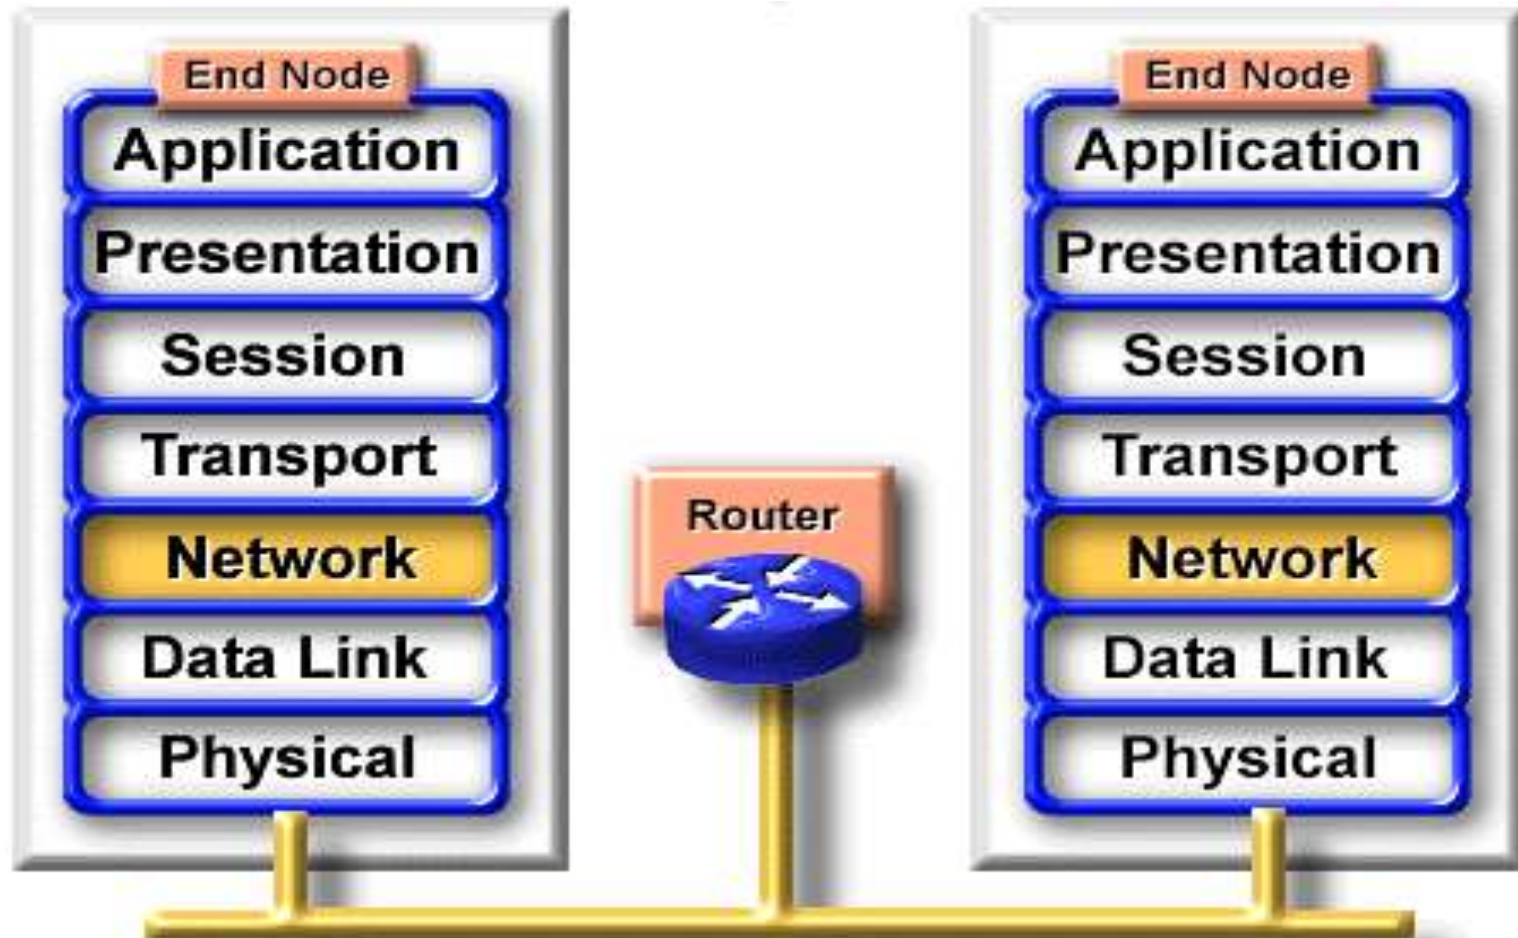 End Node
Application
Presentation
Session
Transport
Network
Data Link
Physical
Router
End Node
Application
Presentation
Session
Transport
Network
Data Link
Physical